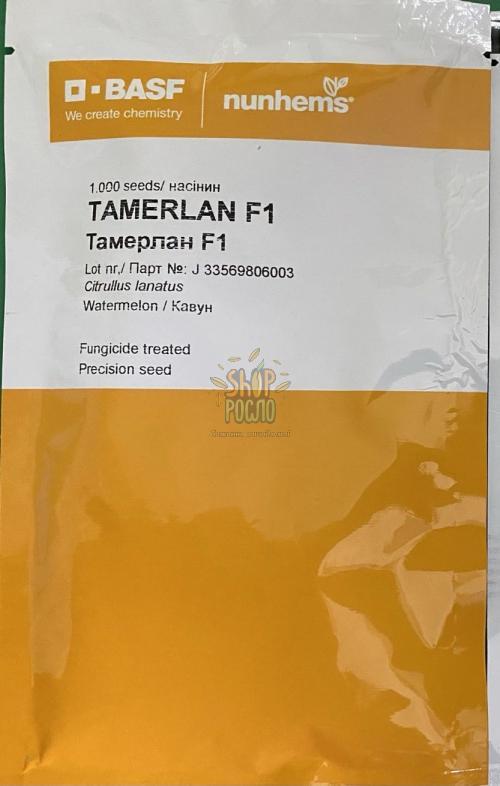 BASF
We create chemistry
nunhems®
1.000 seeds/ насінин
TAMERLAN F1
Тамерлан F1
Lot nr./ Парт №: J 33569806003
Citrullus lanatus
Watermelon / Кавун
Fungicide treated
Precision seed
SHOP
РОСЛО